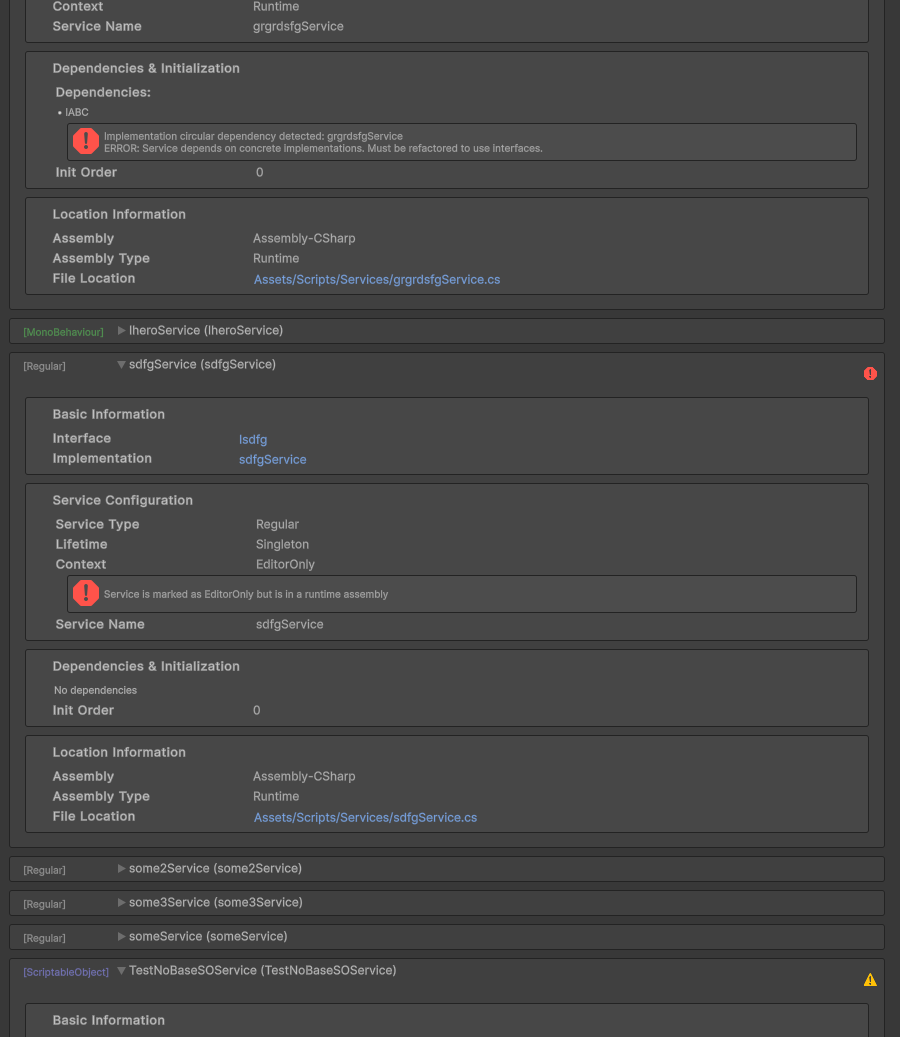 Context Runtime
Service Name grgrdsfgService
Dependencies & Initialization
Dependencies:
• IABC
Implementation circular dependency detected: grgrdsfgService
ERROR: Service depends on concrete implementations. Must be refactored to use interfaces.
Init Order 0
Location Information
Assembly Assembly-CSharp
Assembly Type Runtime
File Location Assets/Scripts/Services/grgrdsfgService.cs
[MonoBehaviour] IheroService (IheroService)
[Regular] sdfgService (sdfgService)
Basic Information
Interface Isdfg
Implementation sdfgService
Service Configuration
Service Type Regular
Lifetime Singleton
Context EditorOnly
Service is marked as EditorOnly but is in a runtime assembly
Service Name sdfgService
Dependencies & Initialization
No dependencies
Init Order 0
Location Information
Assembly Assembly-CSharp
Assembly Type Runtime
File Location Assets/Scripts/Services/sdfgService.cs
[Regular] some2Service (some2Service)
[Regular] some3Service (some3Service)
[Regular] someService (someService)
[ScriptableObject] TestNoBaseSOService (TestNoBaseSOService)
Basic Information